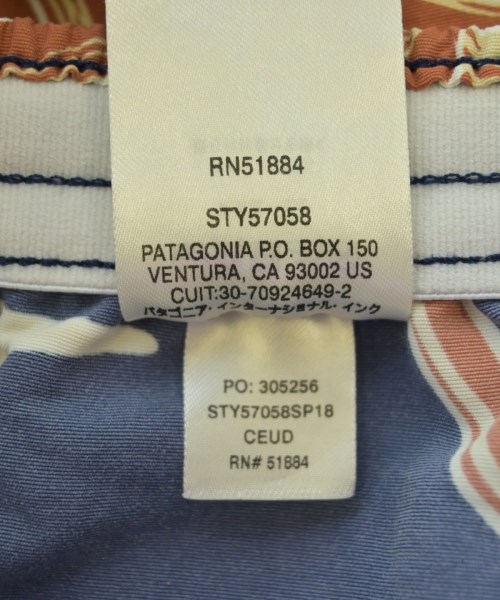 RN51884
STY57058
PATAGONIA P.O. BOX 150
VENTURA, CA 93002 US
CUIT:30-70924649-2
パタゴニア・インターナショナル・インク
PO: 305256
STY57058SP18
CEUD
RN# 51884